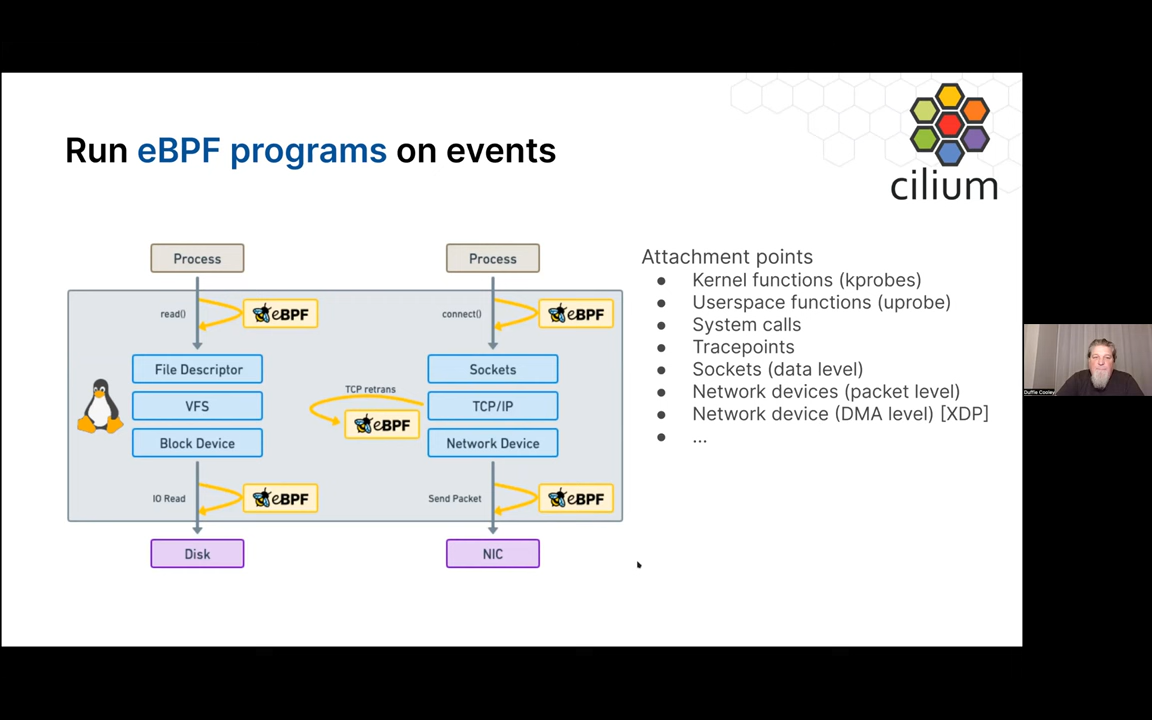 Run eBPF programs on events
cilium
Process
read()
eBPF
File Descriptor
VFS
Block Device
IO Read
eBPF
Disk
Process
connect()
eBPF
Sockets
TCP retrans
eBPF
TCP/IP
Network Device
Send Packet
eBPF
NIC
Attachment points
● Kernel functions (kprobes)
● Userspace functions (uprobe)
● System calls
● Tracepoints
● Sockets (data level)
● Network devices (packet level)
● Network device (DMA level) [XDP]
● ...
Duffie Cooley